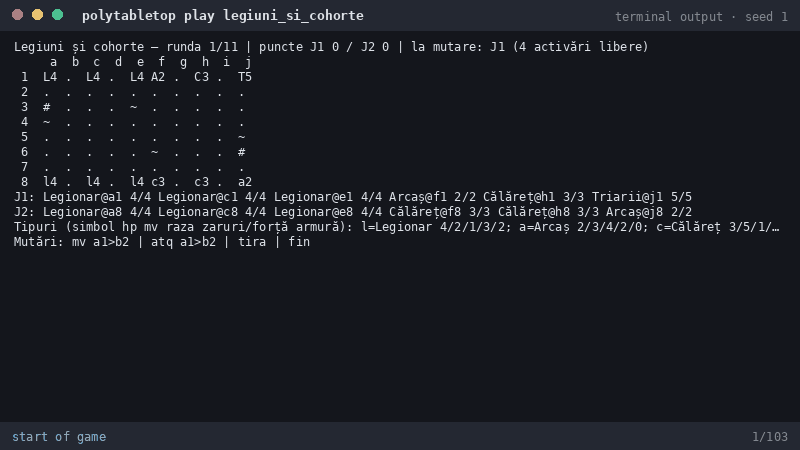 polytabletop play legiuni_si_cohorte
terminal output · seed 1
Legiuni și cohorte — runda 1/11 | puncte J1 0 / J2 0 | la mutare: J1 (4 activări libere)
a b c d e f g h i j
1 L4 . L4 . L4 A2 . C3 . T5
2 . . . . . . . . . .
3 # . . . ~ . . . . .
4 ~ . . . . . . . . .
5 . . . . . . . . . ~
6 . . . . . ~ . . . #
7 . . . . . . . . . .
8 l4 . l4 . l4 c3 . c3 . a2
J1: Legionar@a1 4/4 Legionar@c1 4/4 Legionar@e1 4/4 Arcaș@f1 2/2 Călăreț@h1 3/3 Triarii@j1 5/5
J2: Legionar@a8 4/4 Legionar@c8 4/4 Legionar@e8 4/4 Călăreț@f8 3/3 Călăreț@h8 3/3 Arcaș@j8 2/2
Tipuri (simbol hp mv raza zaruri/forță armură): l=Legionar 4/2/1/3/2; a=Arcaș 2/3/4/2/0; c=Călăreț 3/5/1/…
Mutări: mv a1>b2 | atq a1>b2 | tira | fin
start of game
1/103